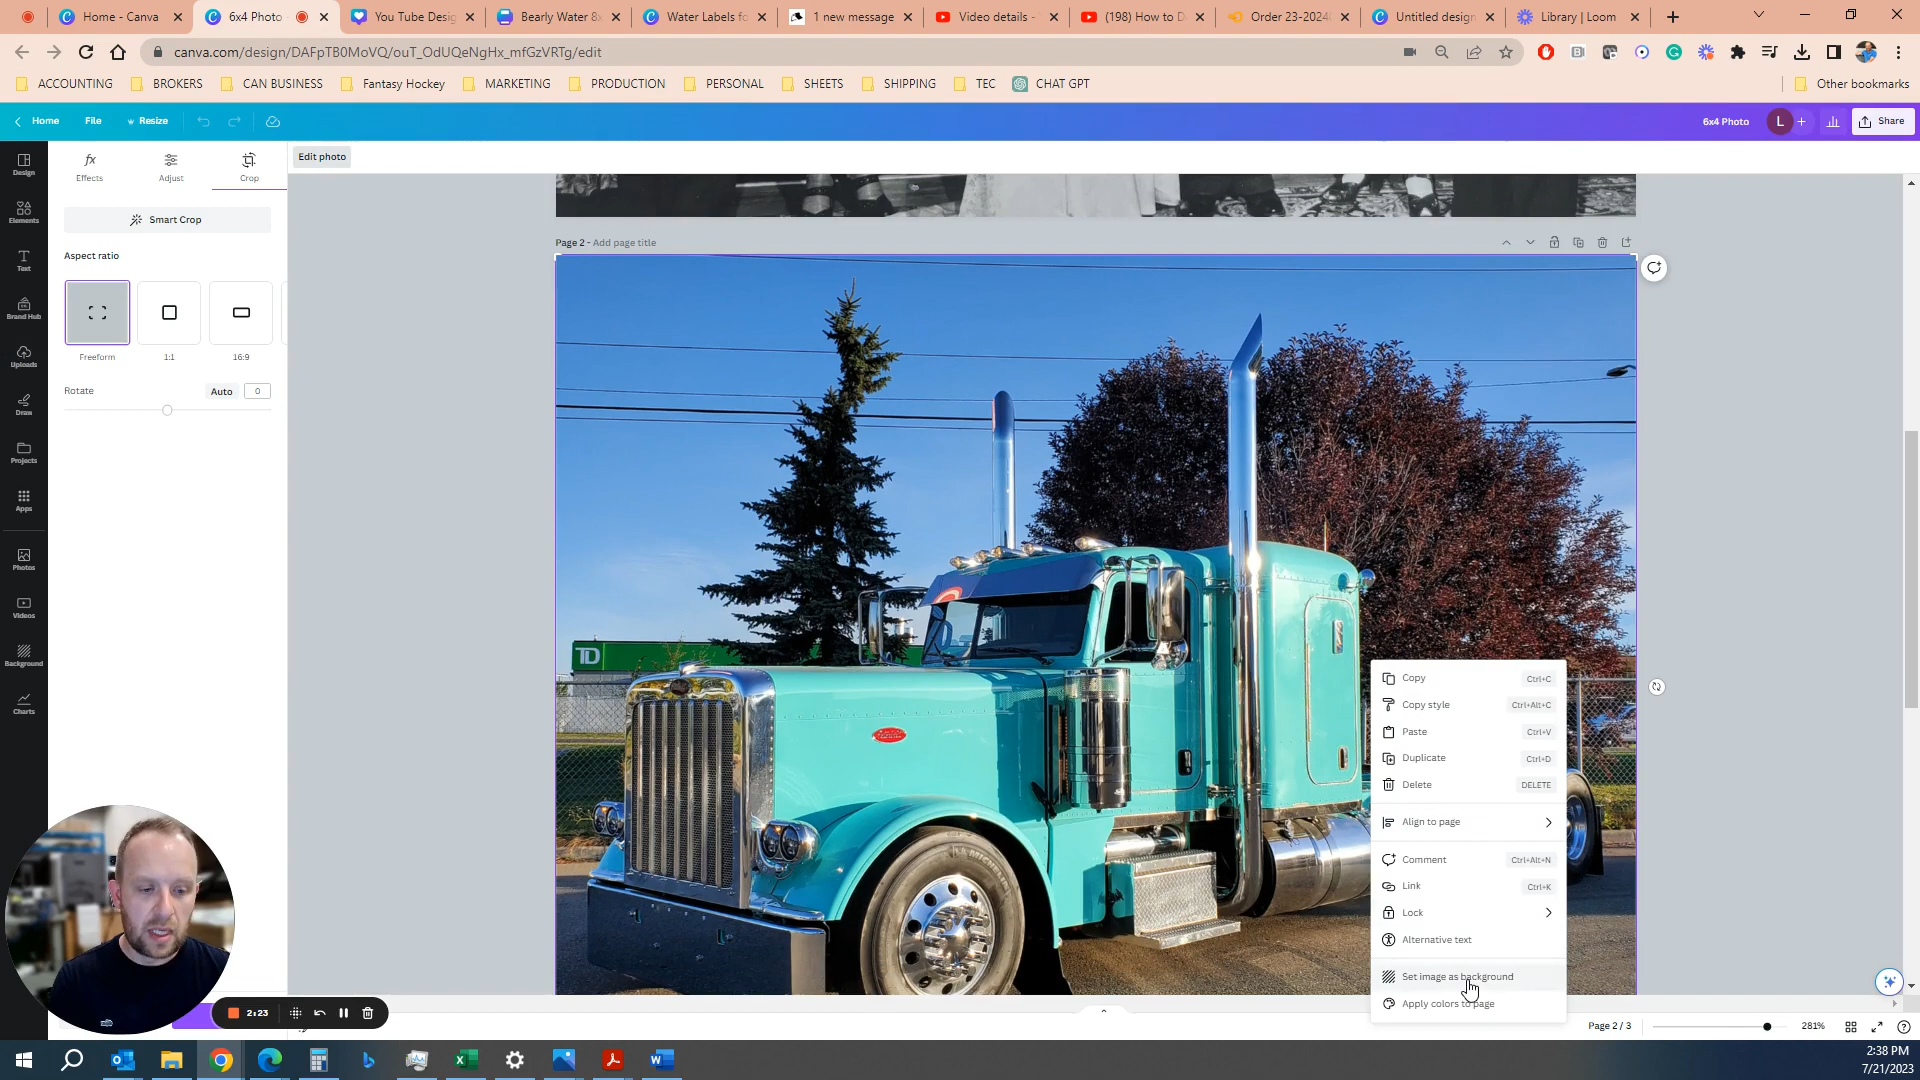 Home - Canva
6x4 Photo -
You Tube Desig
Bearly Water 8x
Water Labels fo
1 new message
Video details -
(198) How to D
Order 23-2024
Untitled design
Library | Loom
canva.com/design/DAFpTB0MoVQ/ouT_OdUQeNgHx_mfGzVRTg/edit
ACCOUNTING
BROKERS
CAN BUSINESS
Fantasy Hockey
MARKETING
PRODUCTION
PERSONAL
SHEETS
SHIPPING
TEC
CHAT GPT
Other bookmarks
Home
File
Resize
6x4 Photo
L
Share
Design
Elements
Text
Brand Hub
Uploads
Draw
Projects
Apps
Photos
Videos
Background
Charts
Effects
Adjust
Crop
Edit photo
Smart Crop
Aspect ratio
Freeform
1:1
16:9
Rotate
Auto
0
Page 2 - Add page title
TD
Copy
Ctrl+C
Copy style
Ctrl+Alt+C
Paste
Ctrl+V
Duplicate
Ctrl+D
Delete
DELETE
Align to page
Comment
Ctrl+Alt+N
Link
Ctrl+K
Lock
Alternative text
Set image as background
Apply colors to page
2:23
Page 2 / 3
281%
2:38 PM
7/21/2023